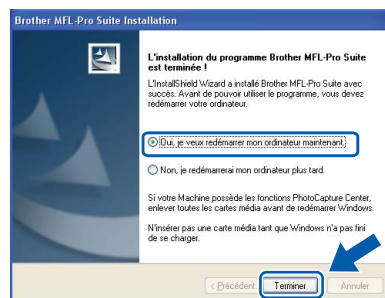 Brother MFL-Pro Suite Installation
L'installation du programme Brother MFL-Pro Suite
est terminée !
L'InstallShield Wizard a installé Brother MFL-Pro Suite avec
succès. Avant de pouvoir utiliser le programme, vous devez
redémarrer votre ordinateur.
Oui, je veux redémarrer mon ordinateur maintenant.
Non, je redémarrerai mon ordinateur plus tard.
Si votre Machine possède les fonctions PhotoCapture Center,
enlever toutes les cartes média avant de redémarrer Windows.
N'insérer pas une carte média tant que Windows n'a pas fini
de se charger.
< Précédent
Terminer
Annuler